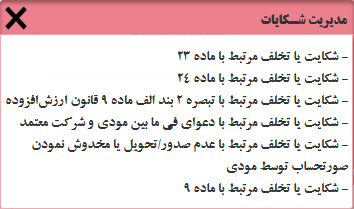 مدیریت شــکایات
- شکایت یا تخلف مرتبط با ماده ۲۳
- شکایت یا تخلف مرتبط با ماده ۲٤
- شکایت یا تخلف مرتبط با تبصره ۲ بند الف ماده ۹ قانون ارزش‌افزوده
- شکایت یا تخلف مرتبط با دعوای فی ما بین مودی و شرکت معتمد
- شکایت یا تخلف مرتبط با عدم صدور/تحویل یا مخدوش نمودن
صورتحساب توسط مودی
- شکایت یا تخلف مرتبط با ماده ۹